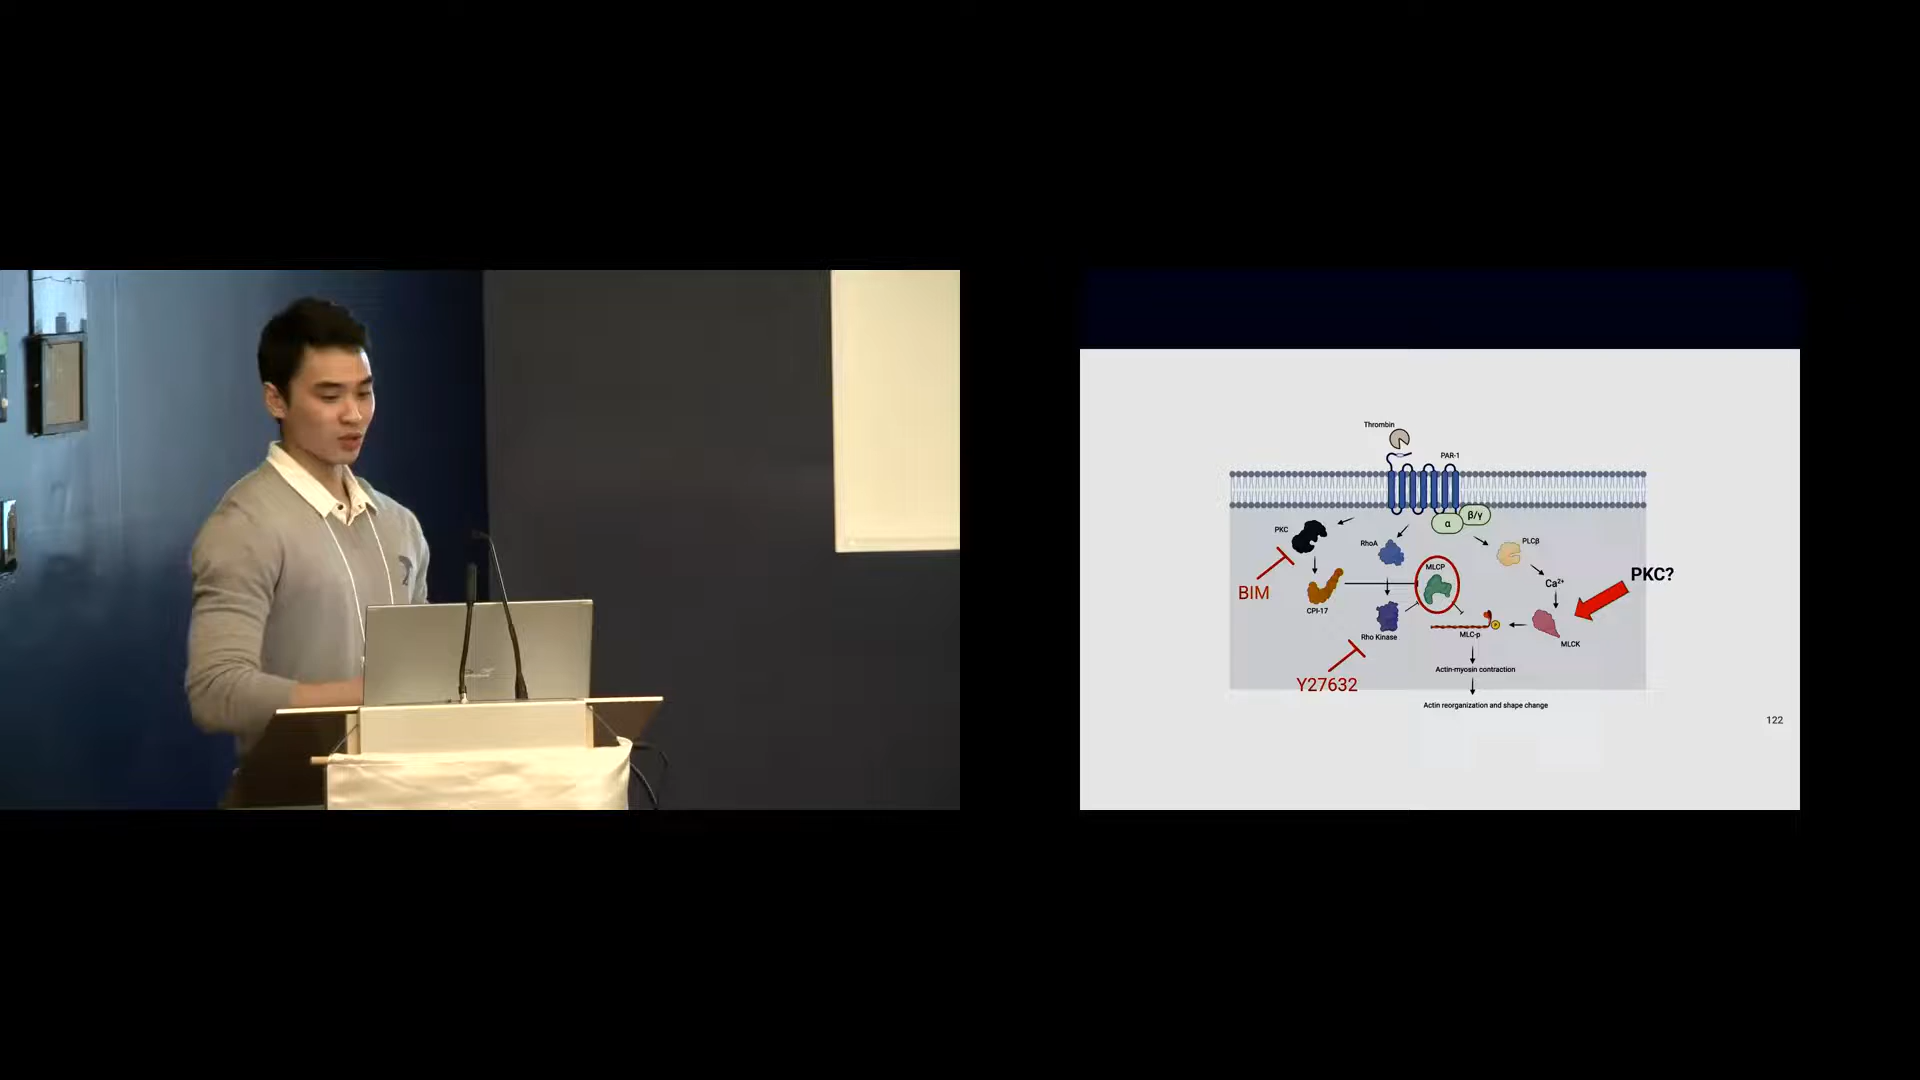 Thrombin
PAR-1
β/γ
α
PKC
RhoA
PLCβ
MLCP
Ca²⁺
PKC?
BIM
CPI-17
MLC-p
Rho Kinase
MLCK
Actin-myosin contraction
Y27632
Actin reorganization and shape change
122